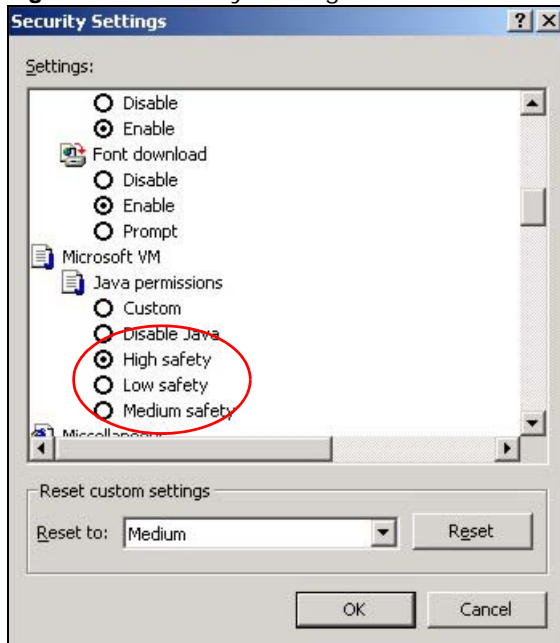 Security Settings
Settings:
Disable
Enable
Font download
Disable
Enable
Prompt
Microsoft VM
Java permissions
Custom
Disable Java
High safety
Low safety
Medium safety
Miscellaneous
Reset custom settings
Reset to: Medium Reset
OK Cancel